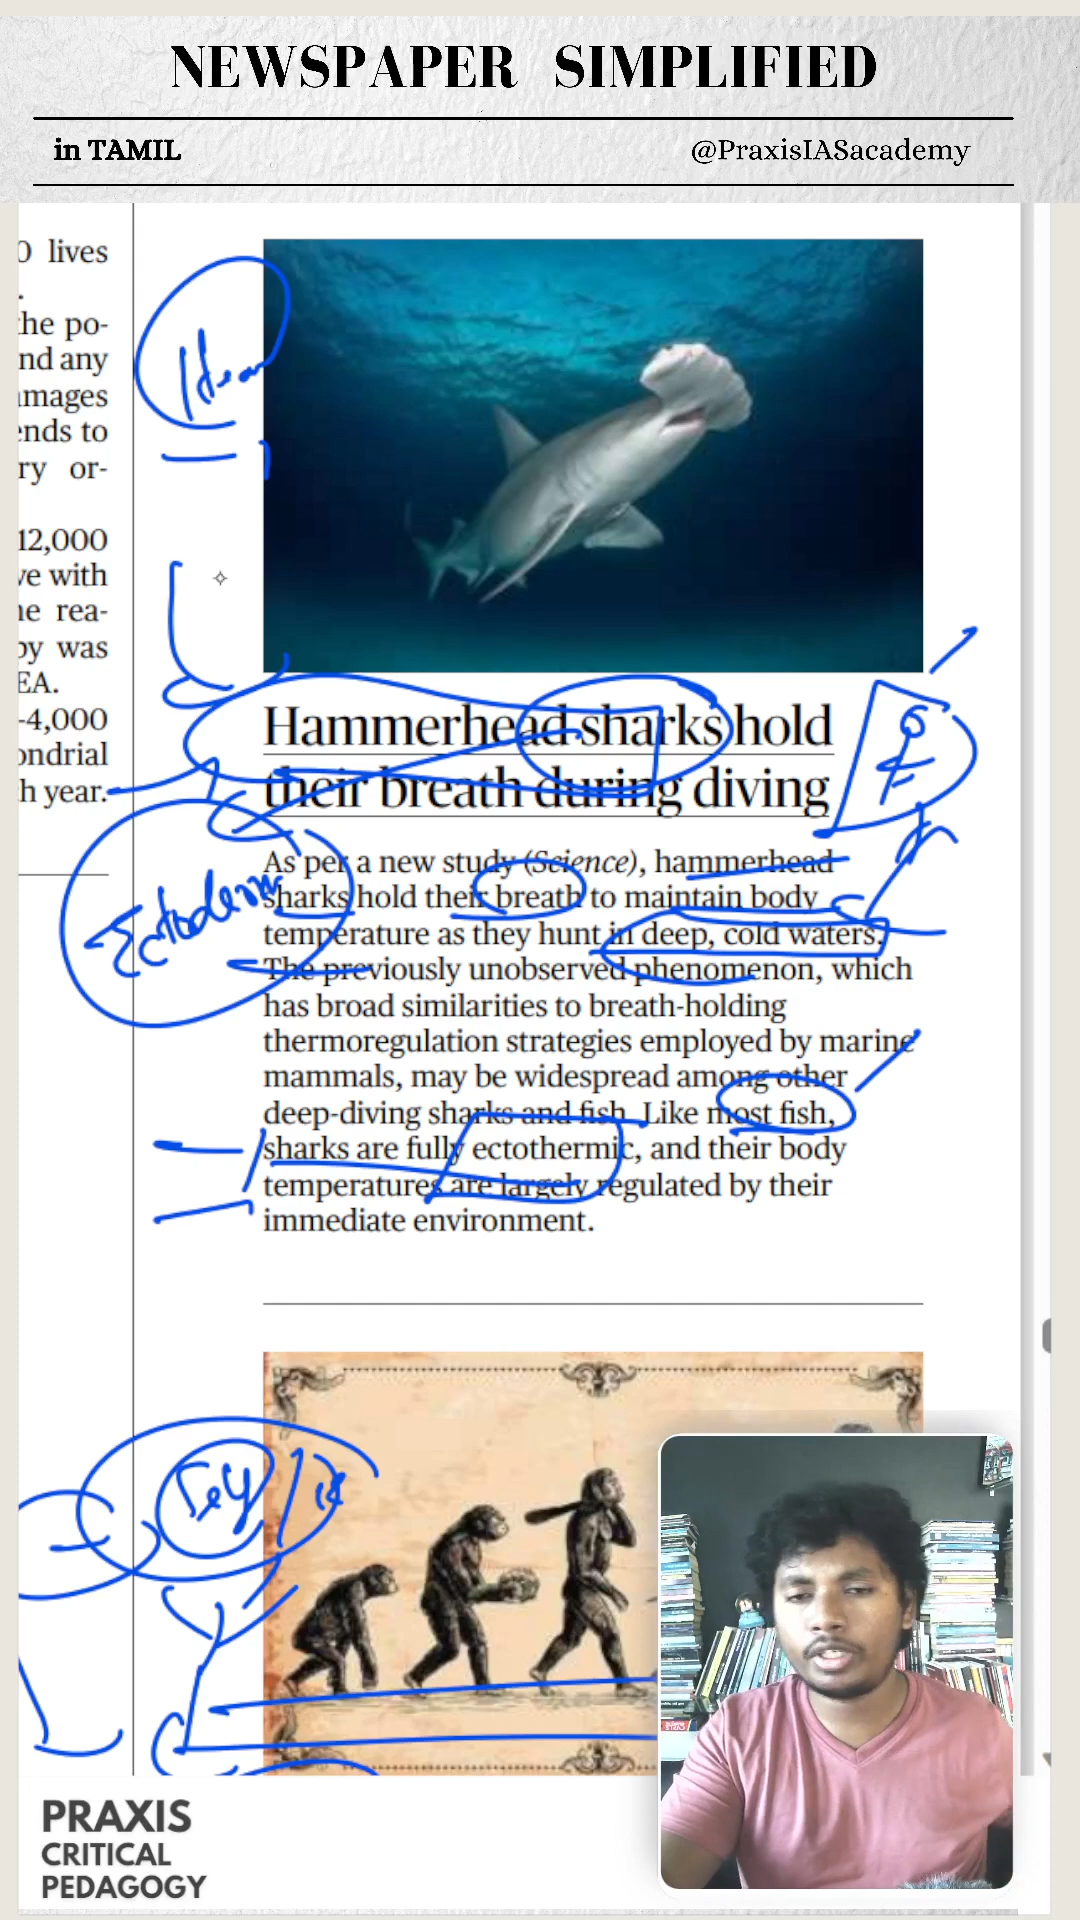 NEWSPAPER SIMPLIFIED
in TAMIL
@PraxisIASacademy
0 lives
.
the po-
nd any
mages
ends to
ry or-
12,000
ve with
ne rea-
by was
EA.
-4,000
ondrial
h year.
Hammerhead sharks hold
their breath during diving
As per a new study (Science), hammerhead
sharks hold their breath to maintain body
temperature as they hunt in deep, cold waters.
The previously unobserved phenomenon, which
has broad similarities to breath-holding
thermoregulation strategies employed by marine
mammals, may be widespread among other
deep-diving sharks and fish. Like most fish,
sharks are fully ectothermic, and their body
temperatures are largely regulated by their
immediate environment.
Ectoderm
PRAXIS
CRITICAL
PEDAGOGY